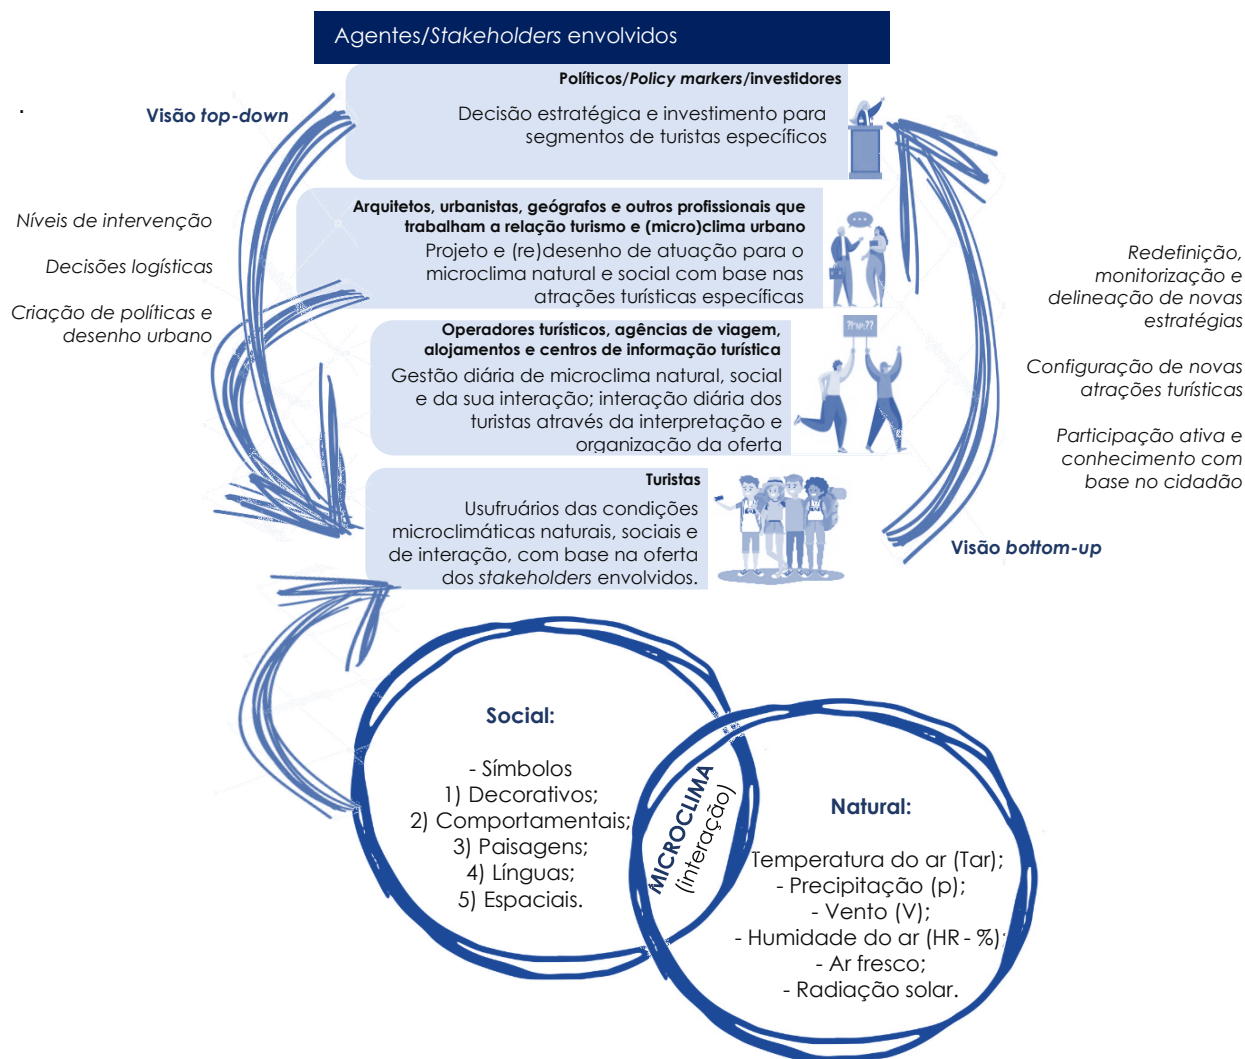 Agentes/Stakeholders envolvidos
Políticos/Policy markers/investidores
Decisão estratégica e investimento para
segmentos de turistas específicos
.
Visão top-down
Níveis de intervenção
Decisões logísticas
Criação de políticas e
desenho urbano
Arquitetos, urbanistas, geógrafos e outros profissionais que
trabalham a relação turismo e (micro)clima urbano
Projeto e (re)desenho de atuação para o
microclima natural e social com base nas
atrações turísticas específicas
Operadores turísticos, agências de viagem,
alojamentos e centros de informação turística
Gestão diária de microclima natural, social
e da sua interação; interação diária dos
turistas através da interpretação e
organização da oferta
Turistas
Usufruários das condições
microclimáticas naturais, sociais e
de interação, com base na oferta
dos stakeholders envolvidos.
Redefinição,
monitorização e
delineação de novas
estratégias
Configuração de novas
atrações turísticas
Participação ativa e
conhecimento com
base no cidadão
Visão bottom-up
Social:
- Símbolos
1) Decorativos;
2) Comportamentais;
3) Paisagens;
4) Línguas;
5) Espaciais.
MICROCLIMA
(interação)
Natural:
Temperatura do ar (Tar);
- Precipitação (p);
- Vento (V);
- Humidade do ar (HR - %);
- Ar fresco;
- Radiação solar.